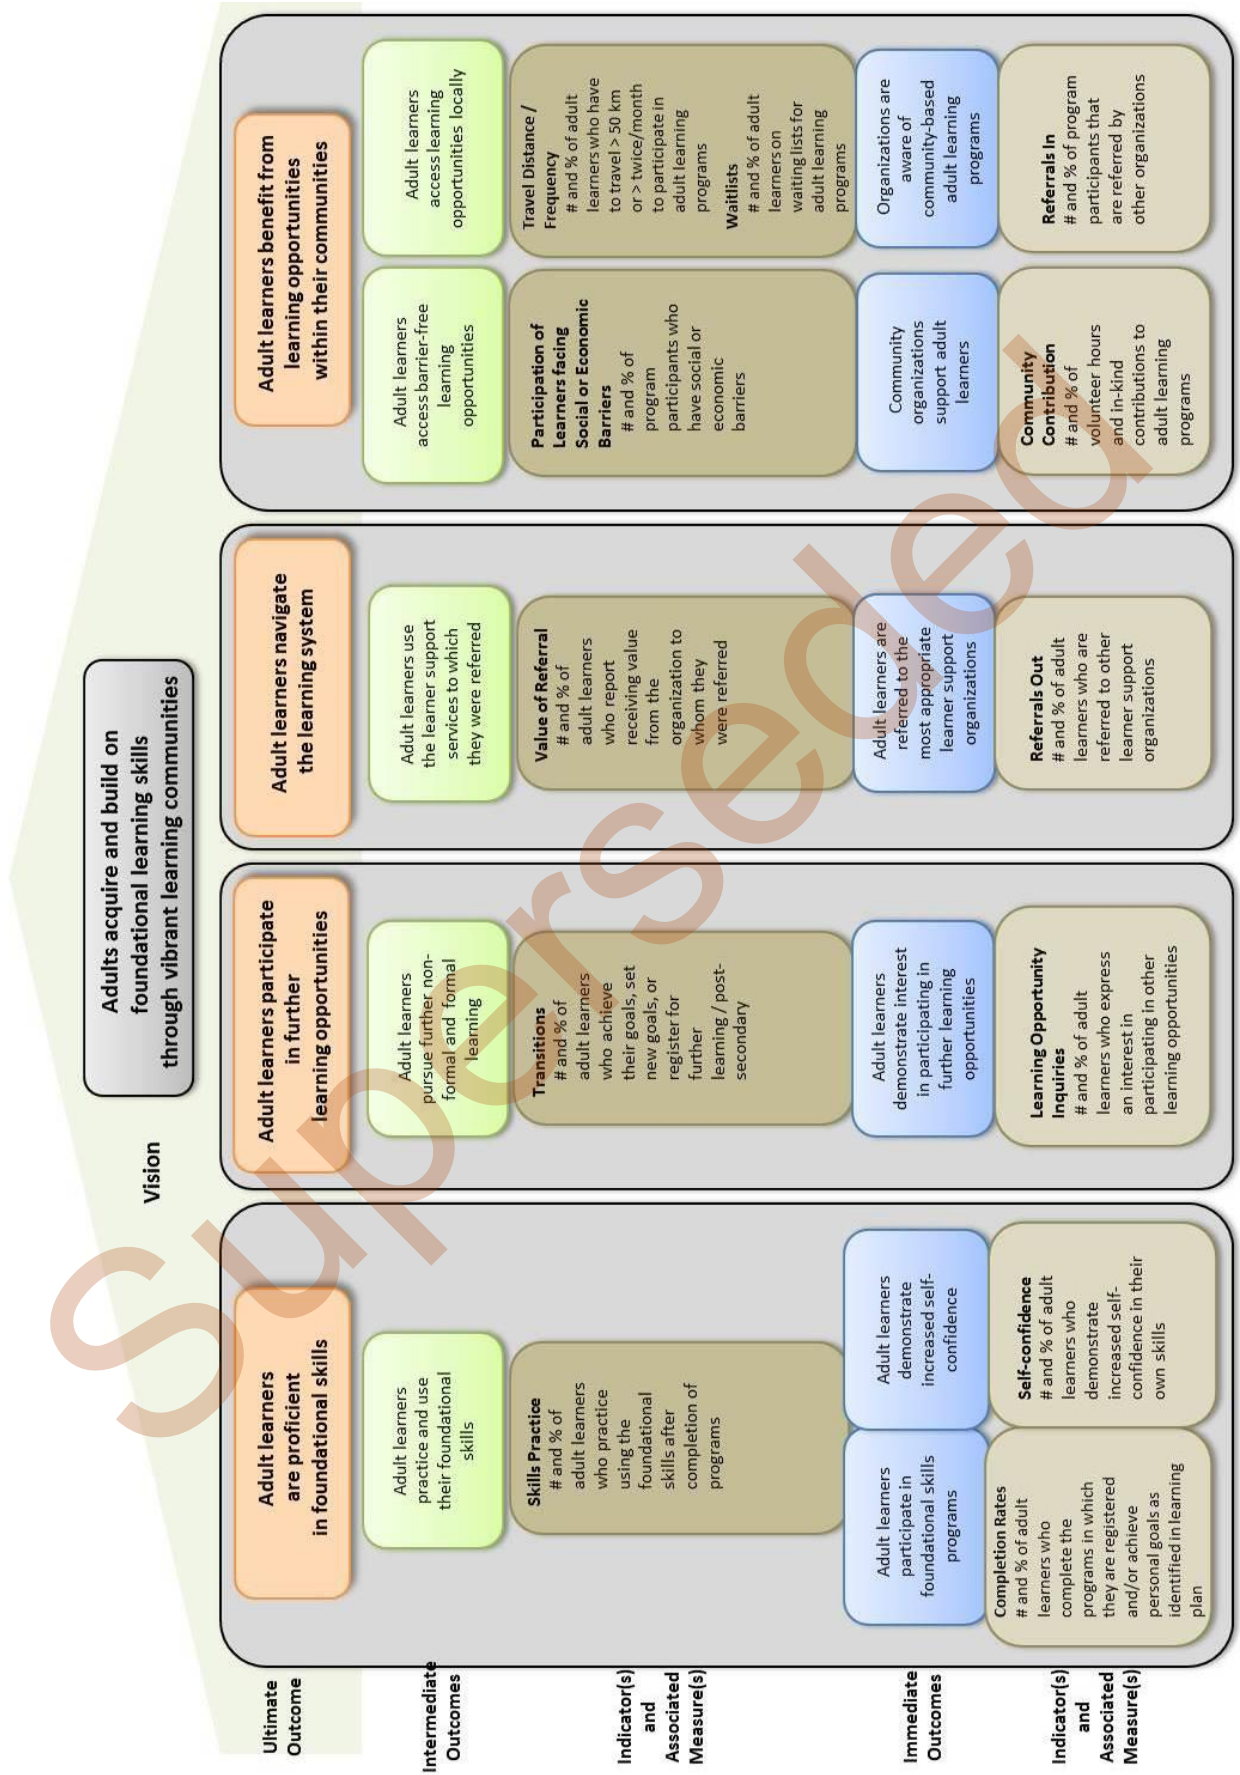 Vision
Adults acquire and build on
foundational learning skills
through vibrant learning communities
Ultimate
Outcome
Adult learners
are proficient
in foundational skills
Adult learners participate
in further
learning opportunities
Adult learners navigate
the learning system
Adult learners benefit from
learning opportunities
within their communities
Intermediate
Outcomes
Adult learners
practice and use
their foundational
skills
Adult learners
pursue further non-
formal and formal
learning
Adult learners use
the learner support
services to which
they were referred
Adult learners
access barrier-free
learning
opportunities
Adult learners
access learning
opportunities locally
Indicator(s)
and
Associated
Measure(s)
Skills Practice
# and % of
adult learners
who practice
using the
foundational
skills after
completion of
programs
Transitions
# and % of
adult learners
who achieve
their goals, set
new goals, or
register for
further
learning / post-
secondary
Value of Referral
# and % of
adult learners
who report
receiving value
from the
organization to
whom they
were referred
Participation of
Learners facing
Social or Economic
Barriers
# and % of
program
participants who
have social or
economic
barriers
Travel Distance /
Frequency
# and % of adult
learners who have
to travel > 50 km
or > twice/month
to participate in
adult learning
programs
Waitlists
# and % of adult
learners on
waiting lists for
adult learning
programs
Immediate
Outcomes
Adult learners
participate in
foundational skills
programs
Adult learners
demonstrate
increased self-
confidence
Adult learners
demonstrate interest
in participating in
further learning
opportunities
Adult learners are
referred to the
most appropriate
learner support
organizations
Community
organizations
support adult
learners
Organizations are
aware of
community-based
adult learning
programs
Indicator(s)
and
Associated
Measure(s)
Completion Rates
# and % of adult
learners who
complete the
programs in which
they are registered
and/or achieve
personal goals as
identified in learning
plan
Self-confidence
# and % of adult
learners who
demonstrate
increased self-
confidence in their
own skills
Learning Opportunity
Inquiries
# and % of adult
learners who express
an interest in
participating in other
learning opportunities
Referrals Out
# and % of adult
learners who are
referred to other
learner support
organizations
Community
Contribution
# and % of
volunteer hours
and in-kind
contributions to
adult learning
programs
Referrals In
# and % of program
participants that
are referred by
other organizations
Superseded